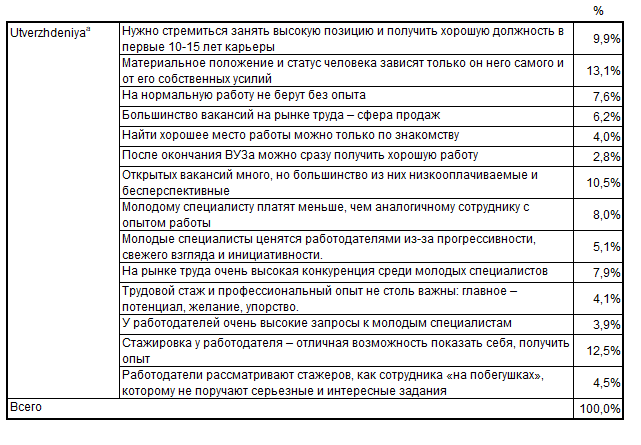 %
Utverzhdeniyaa
Нужно стремиться занять высокую позицию и получить хорошую должность в
первые 10-15 лет карьеры
9,9%
Материальное положение и статус человека зависят только он него самого и
от его собственных усилий
13,1%
На нормальную работу не берут без опыта
7,6%
Большинство вакансий на рынке труда – сфера продаж
6,2%
Найти хорошее место работы можно только по знакомству
4,0%
После окончания ВУЗа можно сразу получить хорошую работу
2,8%
Открытых вакансий много, но большинство из них низкооплачиваемые и
бесперспективные
10,5%
Молодому специалисту платят меньше, чем аналогичному сотруднику с
опытом работы
8,0%
Молодые специалисты ценятся работодателями из-за прогрессивности,
свежего взгляда и инициативности.
5,1%
На рынке труда очень высокая конкуренция среди молодых специалистов
7,9%
Трудовой стаж и профессиональный опыт не столь важны: главное –
потенциал, желание, упорство.
4,1%
У работодателей очень высокие запросы к молодым специалистам
3,9%
Стажировка у работодателя – отличная возможность показать себя, получить
опыт
12,5%
Работодатели рассматривают стажеров, как сотрудника «на побегушках»,
которому не поручают серьезные и интересные задания
4,5%
Всего
100,0%